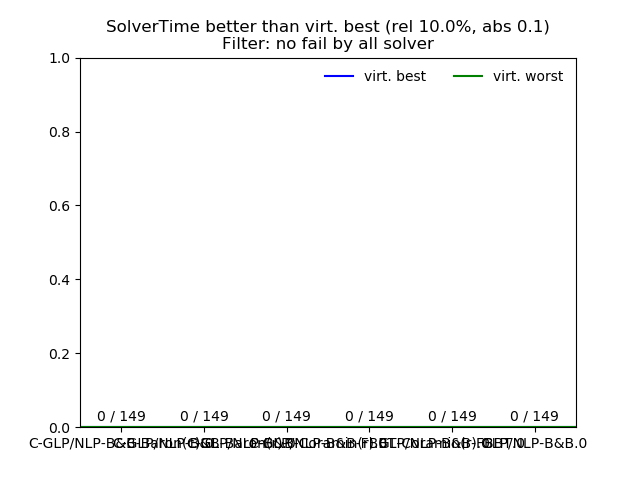 SolverTime better than virt. best (rel 10.0%, abs 0.1)
Filter: no fail by all solver
virt. best virt. worst
1.0
0.8
0.6
0.4
0.2
0.0
0 / 149 0 / 149 0 / 149 0 / 149 0 / 149 0 / 149
C-GLP/NLP-B&B